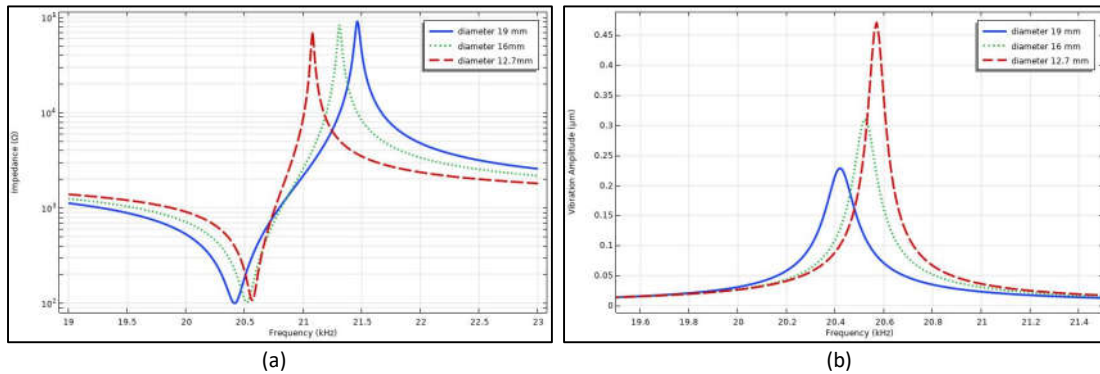 10⁵
10⁴
10³
10²
Impedance (Ω)
diameter 19 mm
diameter 16mm
diameter 12.7mm
19 19.5 20 20.5 21 21.5 22 22.5 23
Frequency (kHz)
(a)
0.45
0.4
0.35
0.3
0.25
0.2
0.15
0.1
0.05
0
Vibration Amplitude (μm)
diameter 19 mm
diameter 16 mm
diameter 12.7 mm
19.6 19.8 20 20.2 20.4 20.6 20.8 21 21.2 21.4
Frequency (kHz)
(b)